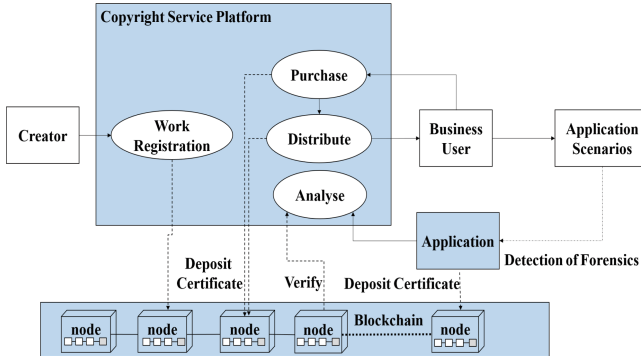 Copyright Service Platform
Purchase
Creator
Work
Registration
Distribute
Business
User
Application
Scenarios
Analyse
Application
Detection of Forensics
Deposit
Certificate
Verify
Deposit Certificate
Blockchain
node
node
node
node
node